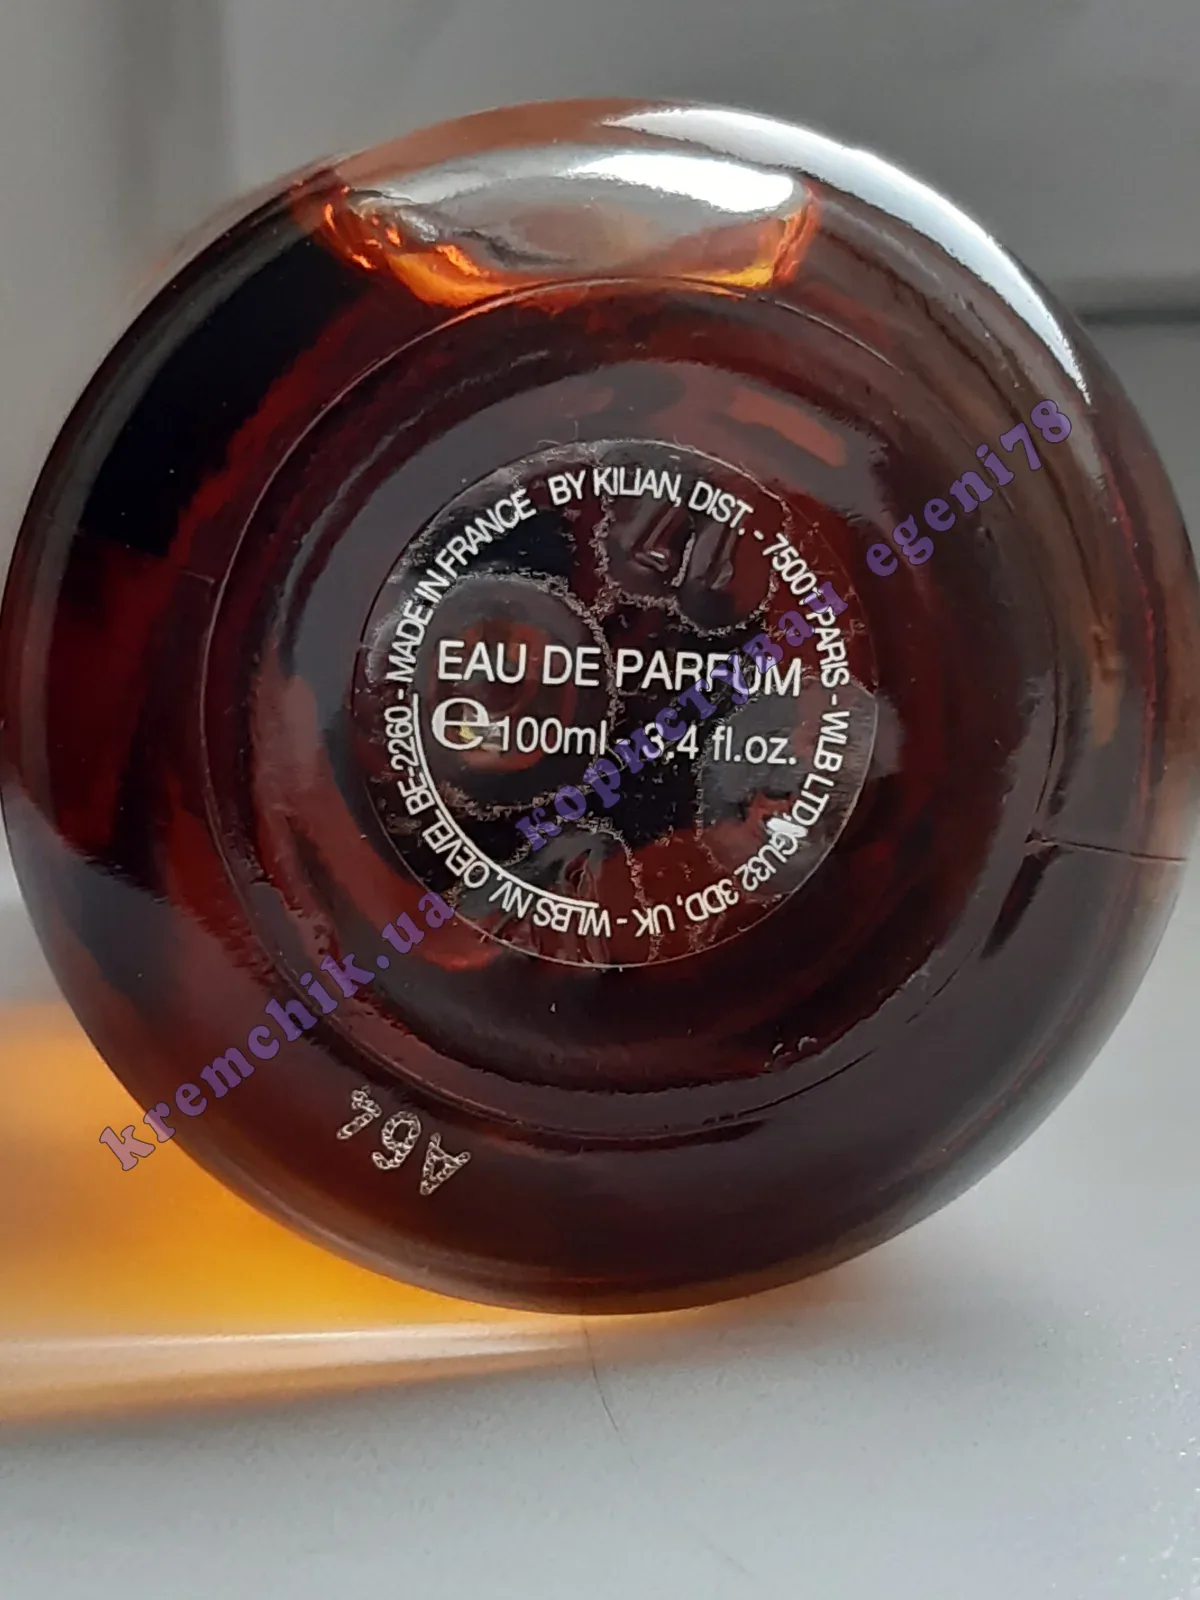 BY KILIAN, DIST. - 75001 PARIS - WLB LTD, GU32 3DD, UK - WLBS NV, OEVEL BE-2260 - MADE IN FRANCE
EAU DE PARFUM
e 100ml - 3.4 fl.oz.
A64
kremchik.ua користувач egeni78